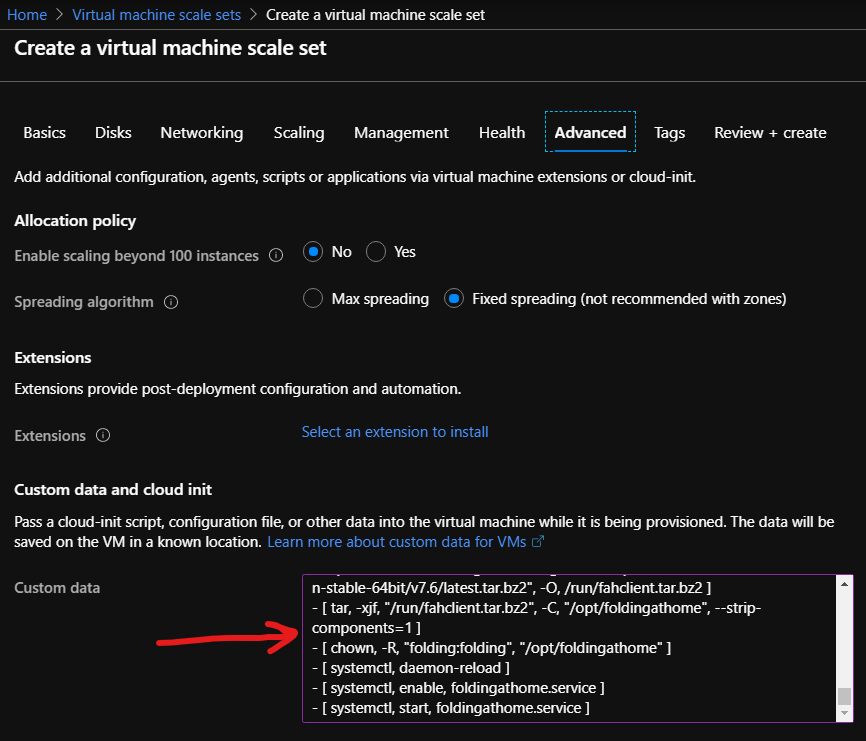 Home > Virtual machine scale sets > Create a virtual machine scale set
Create a virtual machine scale set
Basics Disks Networking Scaling Management Health Advanced Tags Review + create
Add additional configuration, agents, scripts or applications via virtual machine extensions or cloud-init.
Allocation policy
Enable scaling beyond 100 instances No Yes
Spreading algorithm Max spreading Fixed spreading (not recommended with zones)
Extensions
Extensions provide post-deployment configuration and automation.
Extensions Select an extension to install
Custom data and cloud init
Pass a cloud-init script, configuration file, or other data into the virtual machine while it is being provisioned. The data will be
saved on the VM in a known location. Learn more about custom data for VMs
Custom data
n-stable-64bit/v7.6/latest.tar.bz2", -O, /run/fahclient.tar.bz2 ]
- [ tar, -xjf, "/run/fahclient.tar.bz2", -C, "/opt/foldingathome", --strip-
components=1 ]
- [ chown, -R, "folding:folding", "/opt/foldingathome" ]
- [ systemctl, daemon-reload ]
- [ systemctl, enable, foldingathome.service ]
- [ systemctl, start, foldingathome.service ]